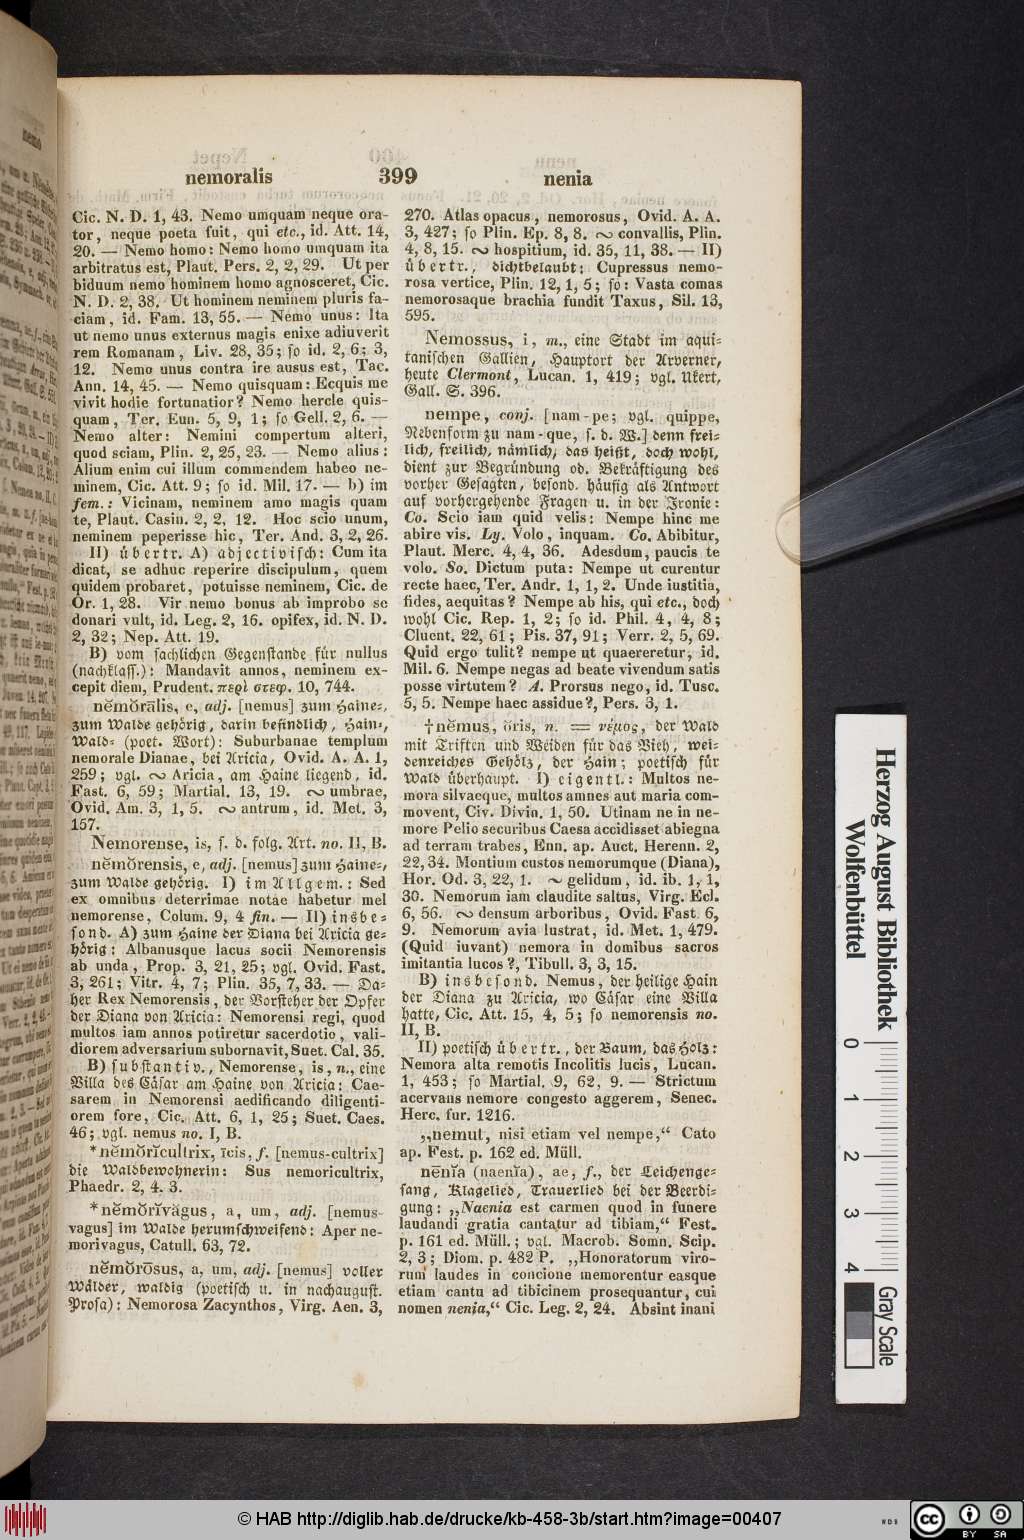 nemoralis 399 nenia
Cic. N. D. 1, 43. Nemo umquam neque ora-
tor, neque poeta fuit, qui etc., id. Att. 14,
20. — Nemo homo: Nemo homo umquam ita
arbitratus est, Plaut. Pers. 2, 2, 29. Ut per
biduum nemo hominem homo agnosceret, Cic.
N. D. 2, 38. Ut hominem neminem pluris fa-
ciam, id. Fam. 13, 55. — Nemo unus: Ita
ut nemo unus externus magis enixe adiuverit
rem Romanam, Liv. 28, 35; so id. 2, 6; 3,
12. Nemo unus contra ire ausus est, Tac.
Ann. 14, 45. — Nemo quisquam: Ecquis me
vivit hodie fortunatior? Nemo hercle quis-
quam, Ter. Eun. 5, 9, 1; so Gell. 2, 6. —
Nemo alter: Nemini compertum alteri,
quod sciam, Plin. 2, 25, 23. — Nemo alius:
Alium enim cui illum commendem habeo ne-
minem, Cic. Att. 9; so id. Mil. 17. — b) im
fem.: Vicinam, neminem amo magis quam
te, Plaut. Casin. 2, 2, 12. Hoc scio unum,
neminem peperisse hic, Ter. And. 3, 2, 26.
II) übertr. A) adjectivisch: Cum ita
dicat, se adhuc reperire discipulum, quem
quidem probaret, potuisse neminem, Cic. de
Or. 1, 28. Vir nemo bonus ab improbo se
donari vult, id. Leg. 2, 16. opifex, id. N. D.
2, 32; Nep. Att. 19.
B) vom sachlichen Gegenstande für nullus
(nachklass.): Mandavit annos, neminem ex-
cepit diem, Prudent. περὶ στεφ. 10, 744.
nĕmŏrālis, e, adj. [nemus] zum Haine-,
zum Walde gehörig, darin befindlich, Hain-,
Wald- (poet. Wort): Suburbanae templum
nemorale Dianae, bei Aricia, Ovid. A. A. 1,
259; vgl. ∾ Aricia, am Haine liegend, id.
Fast. 6, 59; Martial. 13, 19. ∾ umbrae,
Ovid. Am. 3, 1, 5. ∾ antrum, id. Met. 3,
157.
Nemorense, is, s. d. folg. Art. no. II, B.
nĕmŏrensis, e, adj. [nemus] zum Haine-,
zum Walde gehörig. I) im Allgem.: Sed
ex omnibus deterrimae notae habetur mel
nemorense, Colum. 9, 4 fin. — II) insbe-
sond. A) zum Haine der Diana bei Aricia ge-
hörig: Albanusque lacus socii Nemorensis
ab unda, Prop. 3, 21, 25; vgl. Ovid. Fast.
3, 261; Vitr. 4, 7; Plin. 35, 7, 33. — Da-
her Rex Nemorensis, der Vorsteher der Opfer
der Diana von Aricia: Nemorensi regi, quod
multos iam annos potiretur sacerdotio, vali-
diorem adversarium subornavit, Suet. Cal. 35.
B) substantiv., Nemorense, is, n., eine
Villa des Cäsar am Haine von Aricia: Cae-
sarem in Nemorensi aedificando diligenti-
orem fore, Cic. Att. 6, 1, 25; Suet. Caes.
46; vgl. nemus no. I, B.
*nĕmŏrĭcultrix, īcis, f. [nemus-cultrix]
die Waldbewohnerin: Sus nemoricultrix,
Phaedr. 2, 4. 3.
*nĕmŏrĭvăgus, a, um, adj. [nemus-
vagus] im Walde herumschweifend: Aper ne-
morivagus, Catull. 63, 72.
nĕmŏrōsus, a, um, adj. [nemus] voller
Wälder, waldig (poetisch u. in nachaugust.
Prosa): Nemorosa Zacynthos, Virg. Aen. 3,
270. Atlas opacus, nemorosus, Ovid. A. A.
3, 427; so Plin. Ep. 8, 8. ∾ convallis, Plin.
4, 8, 15. ∾ hospitium, id. 35, 11, 38. — II)
übertr., dichtbelaubt: Cupressus nemo-
rosa vertice, Plin. 12, 1, 5; so: Vasta comas
nemorosaque brachia fundit Taxus, Sil. 13,
595.
Nemossus, i, m., eine Stadt im aqui-
tanischen Gallien, Hauptort der Arverner,
heute Clermont, Lucan. 1, 419; vgl. Ukert,
Gall. S. 396.
nempe, conj. [nam-pe; vgl. quippe,
Nebenform zu nam-que, s. d. W.] denn frei-
lich, freilich, nämlich, das heißt, doch wohl,
dient zur Begründung od. Bekräftigung des
vorher Gesagten, besond. häufig als Antwort
auf vorhergehende Fragen u. in der Ironie:
Co. Scio iam quid velis: Nempe hinc me
abire vis. Ly. Volo, inquam. Co. Abibitur,
Plaut. Merc. 4, 4, 36. Adesdum, paucis te
volo. So. Dictum puta: Nempe ut curentur
recte haec, Ter. Andr. 1, 1, 2. Unde iustitia,
fides, aequitas? Nempe ab his, qui etc., doch
wohl Cic. Rep. 1, 2; so id. Phil. 4, 4, 8;
Cluent. 22, 61; Pis. 37, 91; Verr. 2, 5, 69.
Quid ergo tulit? nempe ut quaereretur, id.
Mil. 6. Nempe negas ad beate vivendum satis
posse virtutem? A. Prorsus nego, id. Tusc.
5, 5. Nempe haec assidue?, Pers. 3, 1.
†nĕmus, ŏris, n. = νέμος, der Wald
mit Triften und Weiden für das Vieh, wei-
denreiches Gehölz, der Hain; poetisch für
Wald überhaupt. I) eigentl.: Multos ne-
mora silvaeque, multos amnes aut maria com-
movent, Civ. Divin. 1, 50. Utinam ne in ne-
more Pelio securibus Caesa accidisset abiegna
ad terram trabes, Enn. ap. Auct. Herenn. 2,
22, 34. Montium custos nemorumque (Diana),
Hor. Od. 3, 22, 1. ∾ gelidum, id. ib. 1, 1,
30. Nemorum iam claudite saltus, Virg. Ecl.
6, 56. ∾ densum arboribus, Ovid. Fast. 6,
9. Nemorum avia lustrat, id. Met. 1, 479.
(Quid iuvant) nemora in domibus sacros
imitantia lucos?, Tibull. 3, 3, 15.
B) insbesond. Nemus, der heilige Hain
der Diana zu Aricia, wo Cäsar eine Villa
hatte, Cic. Att. 15, 4, 5; so nemorensis no.
II, B.
II) poetisch übertr., der Baum, das Holz:
Nemora alta remotis Incolitis lucis, Lucan.
1, 453; so Martial. 9, 62, 9. — Strictum
acervans nemore congesto aggerem, Senec.
Herc. fur. 1216.
„nemut, nisi etiam vel nempe,“ Cato
ap. Fest. p. 162 ed. Müll.
nēnĭa (naenĭa), ae, f., der Leichenge-
sang, Klagelied, Trauerlied bei der Beerdi-
gung: „Naenia est carmen quod in funere
laudandi gratia cantatur ad tibiam,“ Fest.
p. 161 ed. Müll.; vgl. Macrob. Somn. Scip.
2, 3; Diom. p. 482 P. „Honoratorum viro-
rum laudes in concione memorentur easque
etiam cantu ad tibicinem prosequantur, cui
nomen nenia,“ Cic. Leg. 2, 24. Absint inani
Herzog August Bibliothek
Wolfenbüttel
0 1 2 3 4
Gray Scale
© HAB http://diglib.hab.de/drucke/kb-458-3b/start.htm?image=00407
WDB
cc BY SA